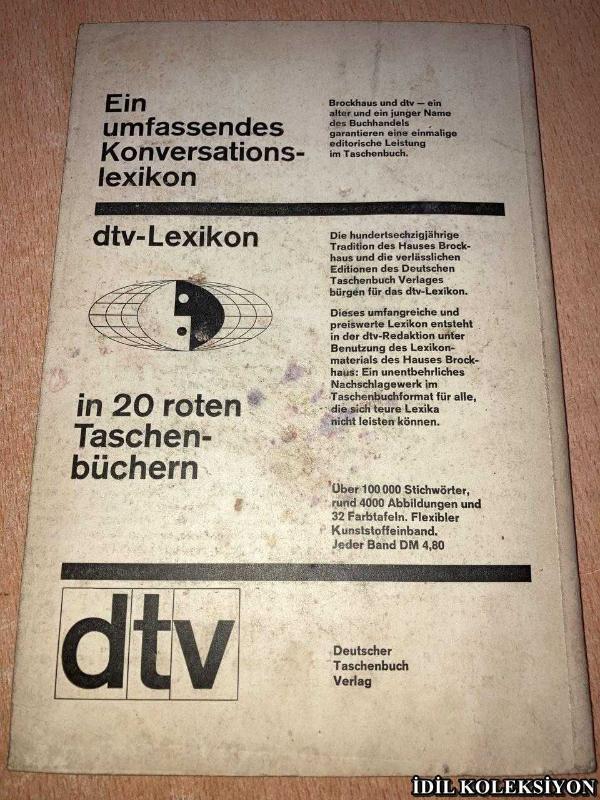 Ein
umfassendes
Konversations-
lexikon
Brockhaus und dtv — ein
alter und ein junger Name
des Buchhandels
garantieren eine einmalige
editorische Leistung
im Taschenbuch.
dtv-Lexikon
in 20 roten
Taschen-
büchern
Die hundertsechzigjährige
Tradition des Hauses Brock-
haus und die verlässlichen
Editionen des Deutschen
Taschenbuch Verlages
bürgen für das dtv-Lexikon.
Dieses umfangreiche und
preiswerte Lexikon entsteht
in der dtv-Redaktion unter
Benutzung des Lexikon-
materials des Hauses Brock-
haus: Ein unentbehrliches
Nachschlagewerk im
Taschenbuchformat für alle,
die sich teure Lexika
nicht leisten können.
Über 100 000 Stichwörter,
rund 4000 Abbildungen und
32 Farbtafeln. Flexibler
Kunststoffeinband.
Jeder Band DM 4,80
dtv
Deutscher
Taschenbuch
Verlag
İDİL KOLEKSİYON